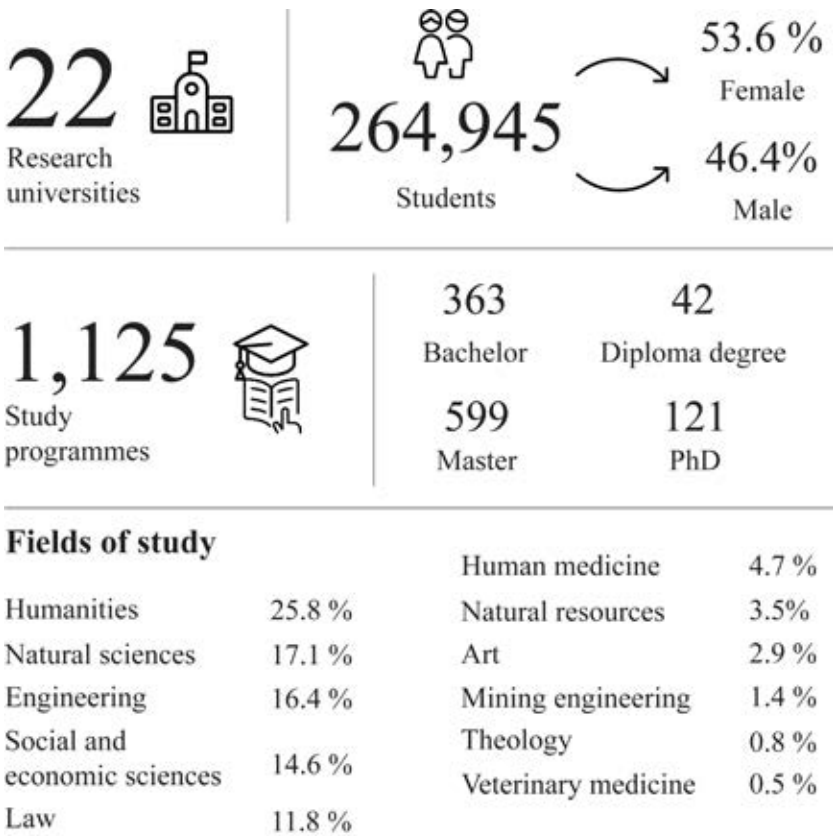 22
Research
universities
264,945
Students
53.6 %
Female
46.4%
Male
1,125
Study
programmes
363
Bachelor
42
Diploma degree
599
Master
121
PhD
Fields of study
Humanities 25.8 %
Natural sciences 17.1 %
Engineering 16.4 %
Social and
economic sciences 14.6 %
Law 11.8 %
Human medicine 4.7 %
Natural resources 3.5%
Art 2.9 %
Mining engineering 1.4 %
Theology 0.8 %
Veterinary medicine 0.5 %